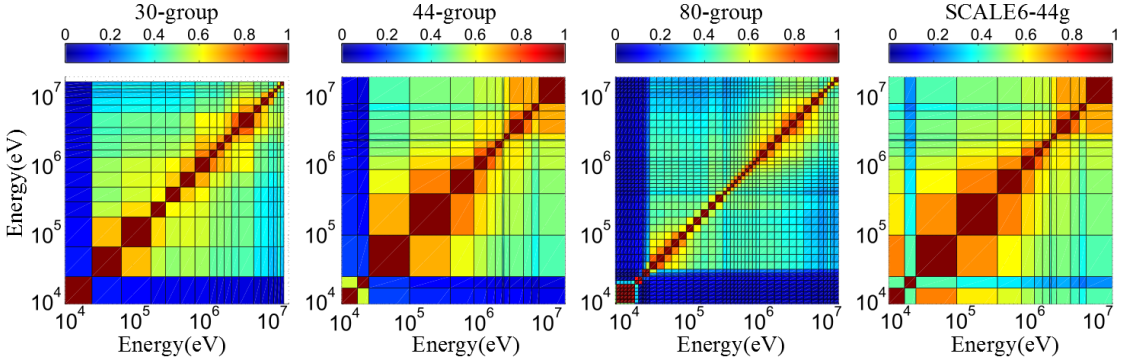 30-group 44-group 80-group SCALE6-44g
0 0.2 0.4 0.6 0.8 1 0 0.2 0.4 0.6 0.8 1 0 0.2 0.4 0.6 0.8 1 0 0.2 0.4 0.6 0.8 1
10⁷ 10⁷ 10⁷ 10⁷
10⁶ 10⁶ 10⁶ 10⁶
Energy(eV)
10⁵ 10⁵ 10⁵ 10⁵
10⁴ 10⁴ 10⁴ 10⁴
10⁴ 10⁵ 10⁶ 10⁷ 10⁴ 10⁵ 10⁶ 10⁷ 10⁴ 10⁵ 10⁶ 10⁷ 10⁴ 10⁵ 10⁶ 10⁷
Energy(eV) Energy(eV) Energy(eV) Energy(eV)